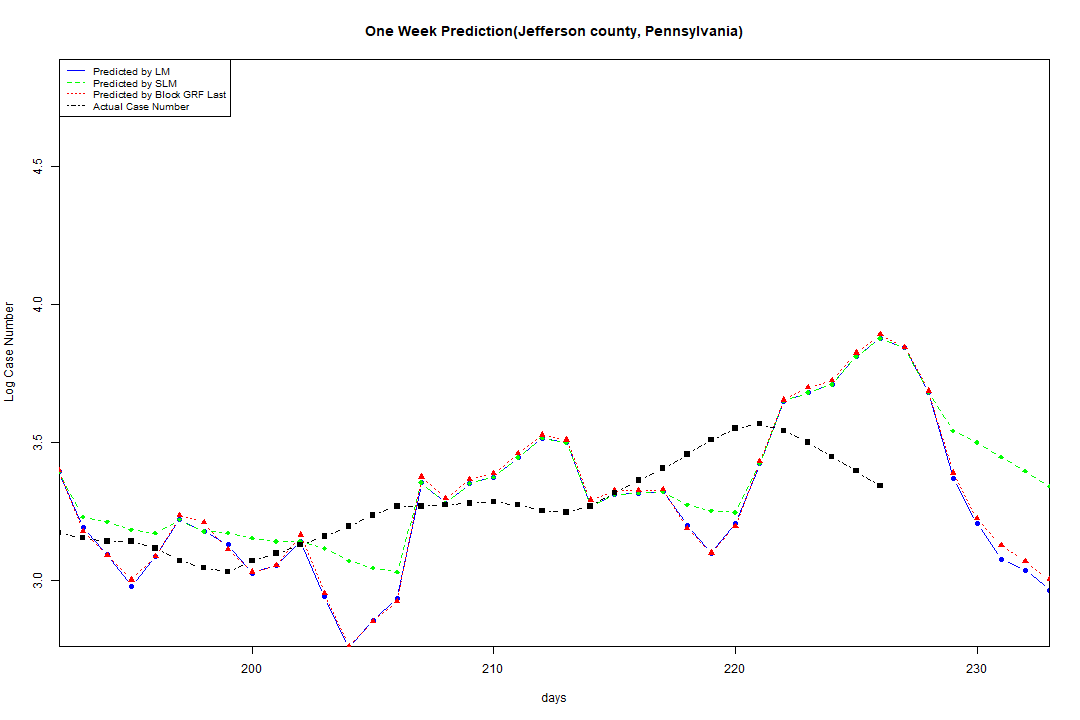 One Week Prediction(Jefferson county, Pennsylvania)
Predicted by LM
Predicted by SLM
Predicted by Block GRF Last
Actual Case Number
4.5
4.0
3.5
3.0
Log Case Number
200 210 220 230
days